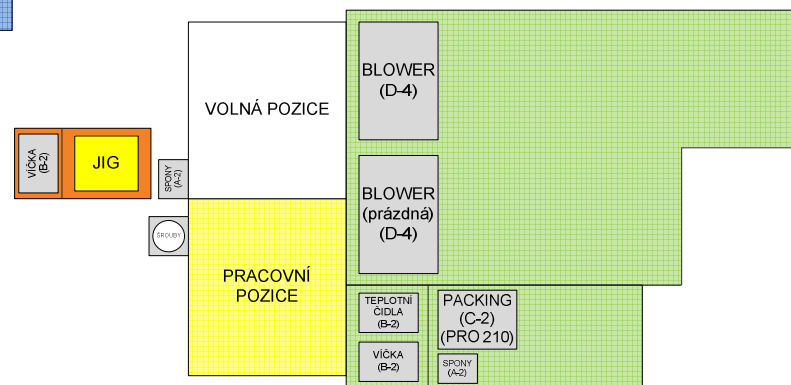 BLOWER
(D-4)
VOLNÁ POZICE
VÍČKA
(B-2)
JIG
SPONY
(A-2)
BLOWER
(prázdná)
(D-4)
ŠROUBY
PRACOVNÍ
POZICE
TEPLOTNÍ
ČIDLA
(B-2)
PACKING
(C-2)
(PRO 210)
VÍČKA
(B-2)
SPONY
(A-2)